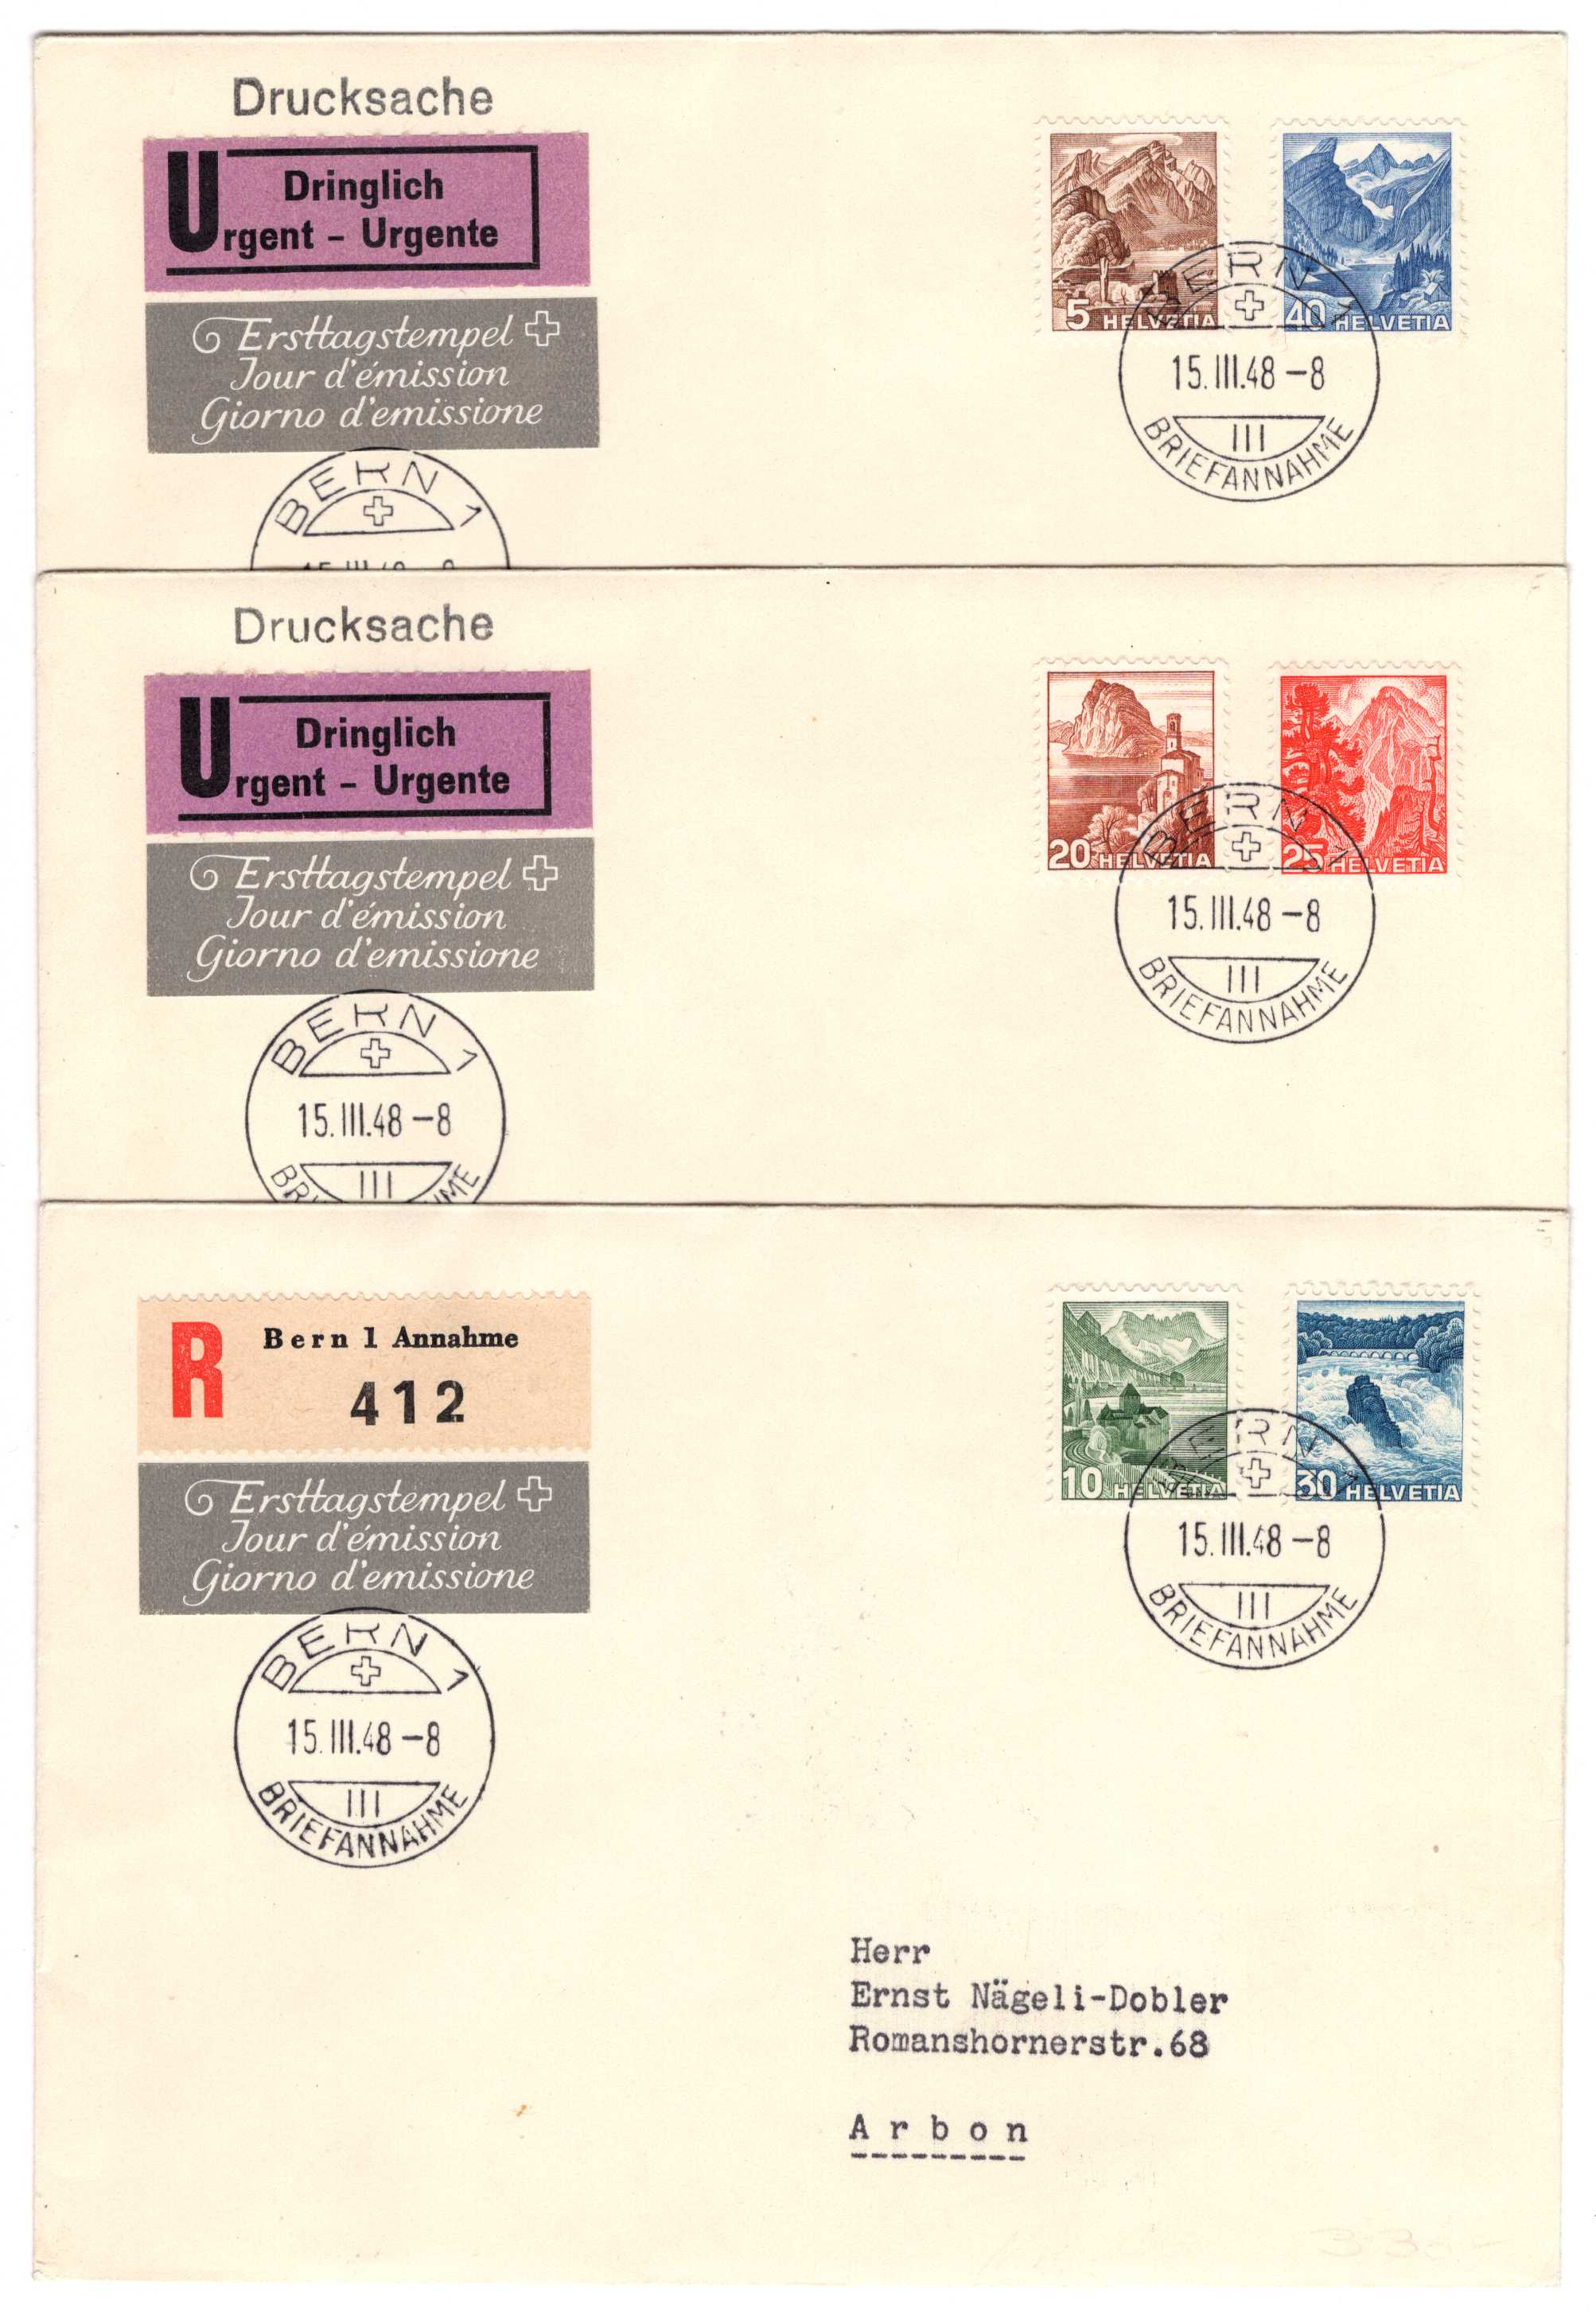 Drucksache
Dringlich
Urgent – Urgente
Ersttagstempel
Jour d'émission
Giorno d'emissione
BERN 1
5 HELVETIA
40 HELVETIA
BERN 1
15.III.48 –8
III
BRIEFANNAHME
Drucksache
Dringlich
Urgent – Urgente
Ersttagstempel
Jour d'émission
Giorno d'emissione
BERN 1
15.III.48 –8
III
20 HELVETIA
25 HELVETIA
BERN 1
15.III.48 –8
III
BRIEFANNAHME
R Bern 1 Annahme
412
Ersttagstempel
Jour d'émission
Giorno d'emissione
BERN 1
15.III.48 –8
III
BRIEFANNAHME
10 HELVETIA
30 HELVETIA
BERN 1
15.III.48 –8
III
BRIEFANNAHME
Herr
Ernst Nägeli-Dobler
Romanshornerstr.68
Arbon